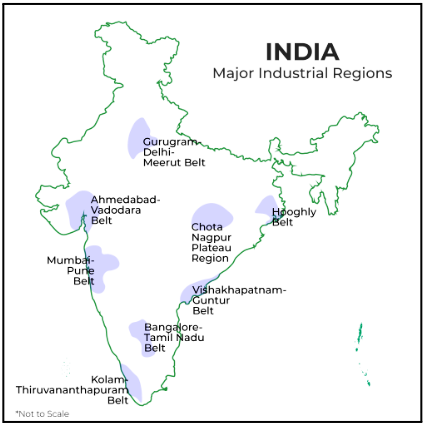 INDIA
Major Industrial Regions
Gurugram-
Delhi-
Meerut Belt
Ahmedabad-
Vadodara
Belt
Hooghly
Belt
Chota
Nagpur
Plateau
Region
Mumbai-
Pune
Belt
Vishakhapatnam-
Guntur
Belt
Bangalore-
Tamil Nadu
Belt
Kolam-
Thiruvananthapuram
Belt
*Not to Scale